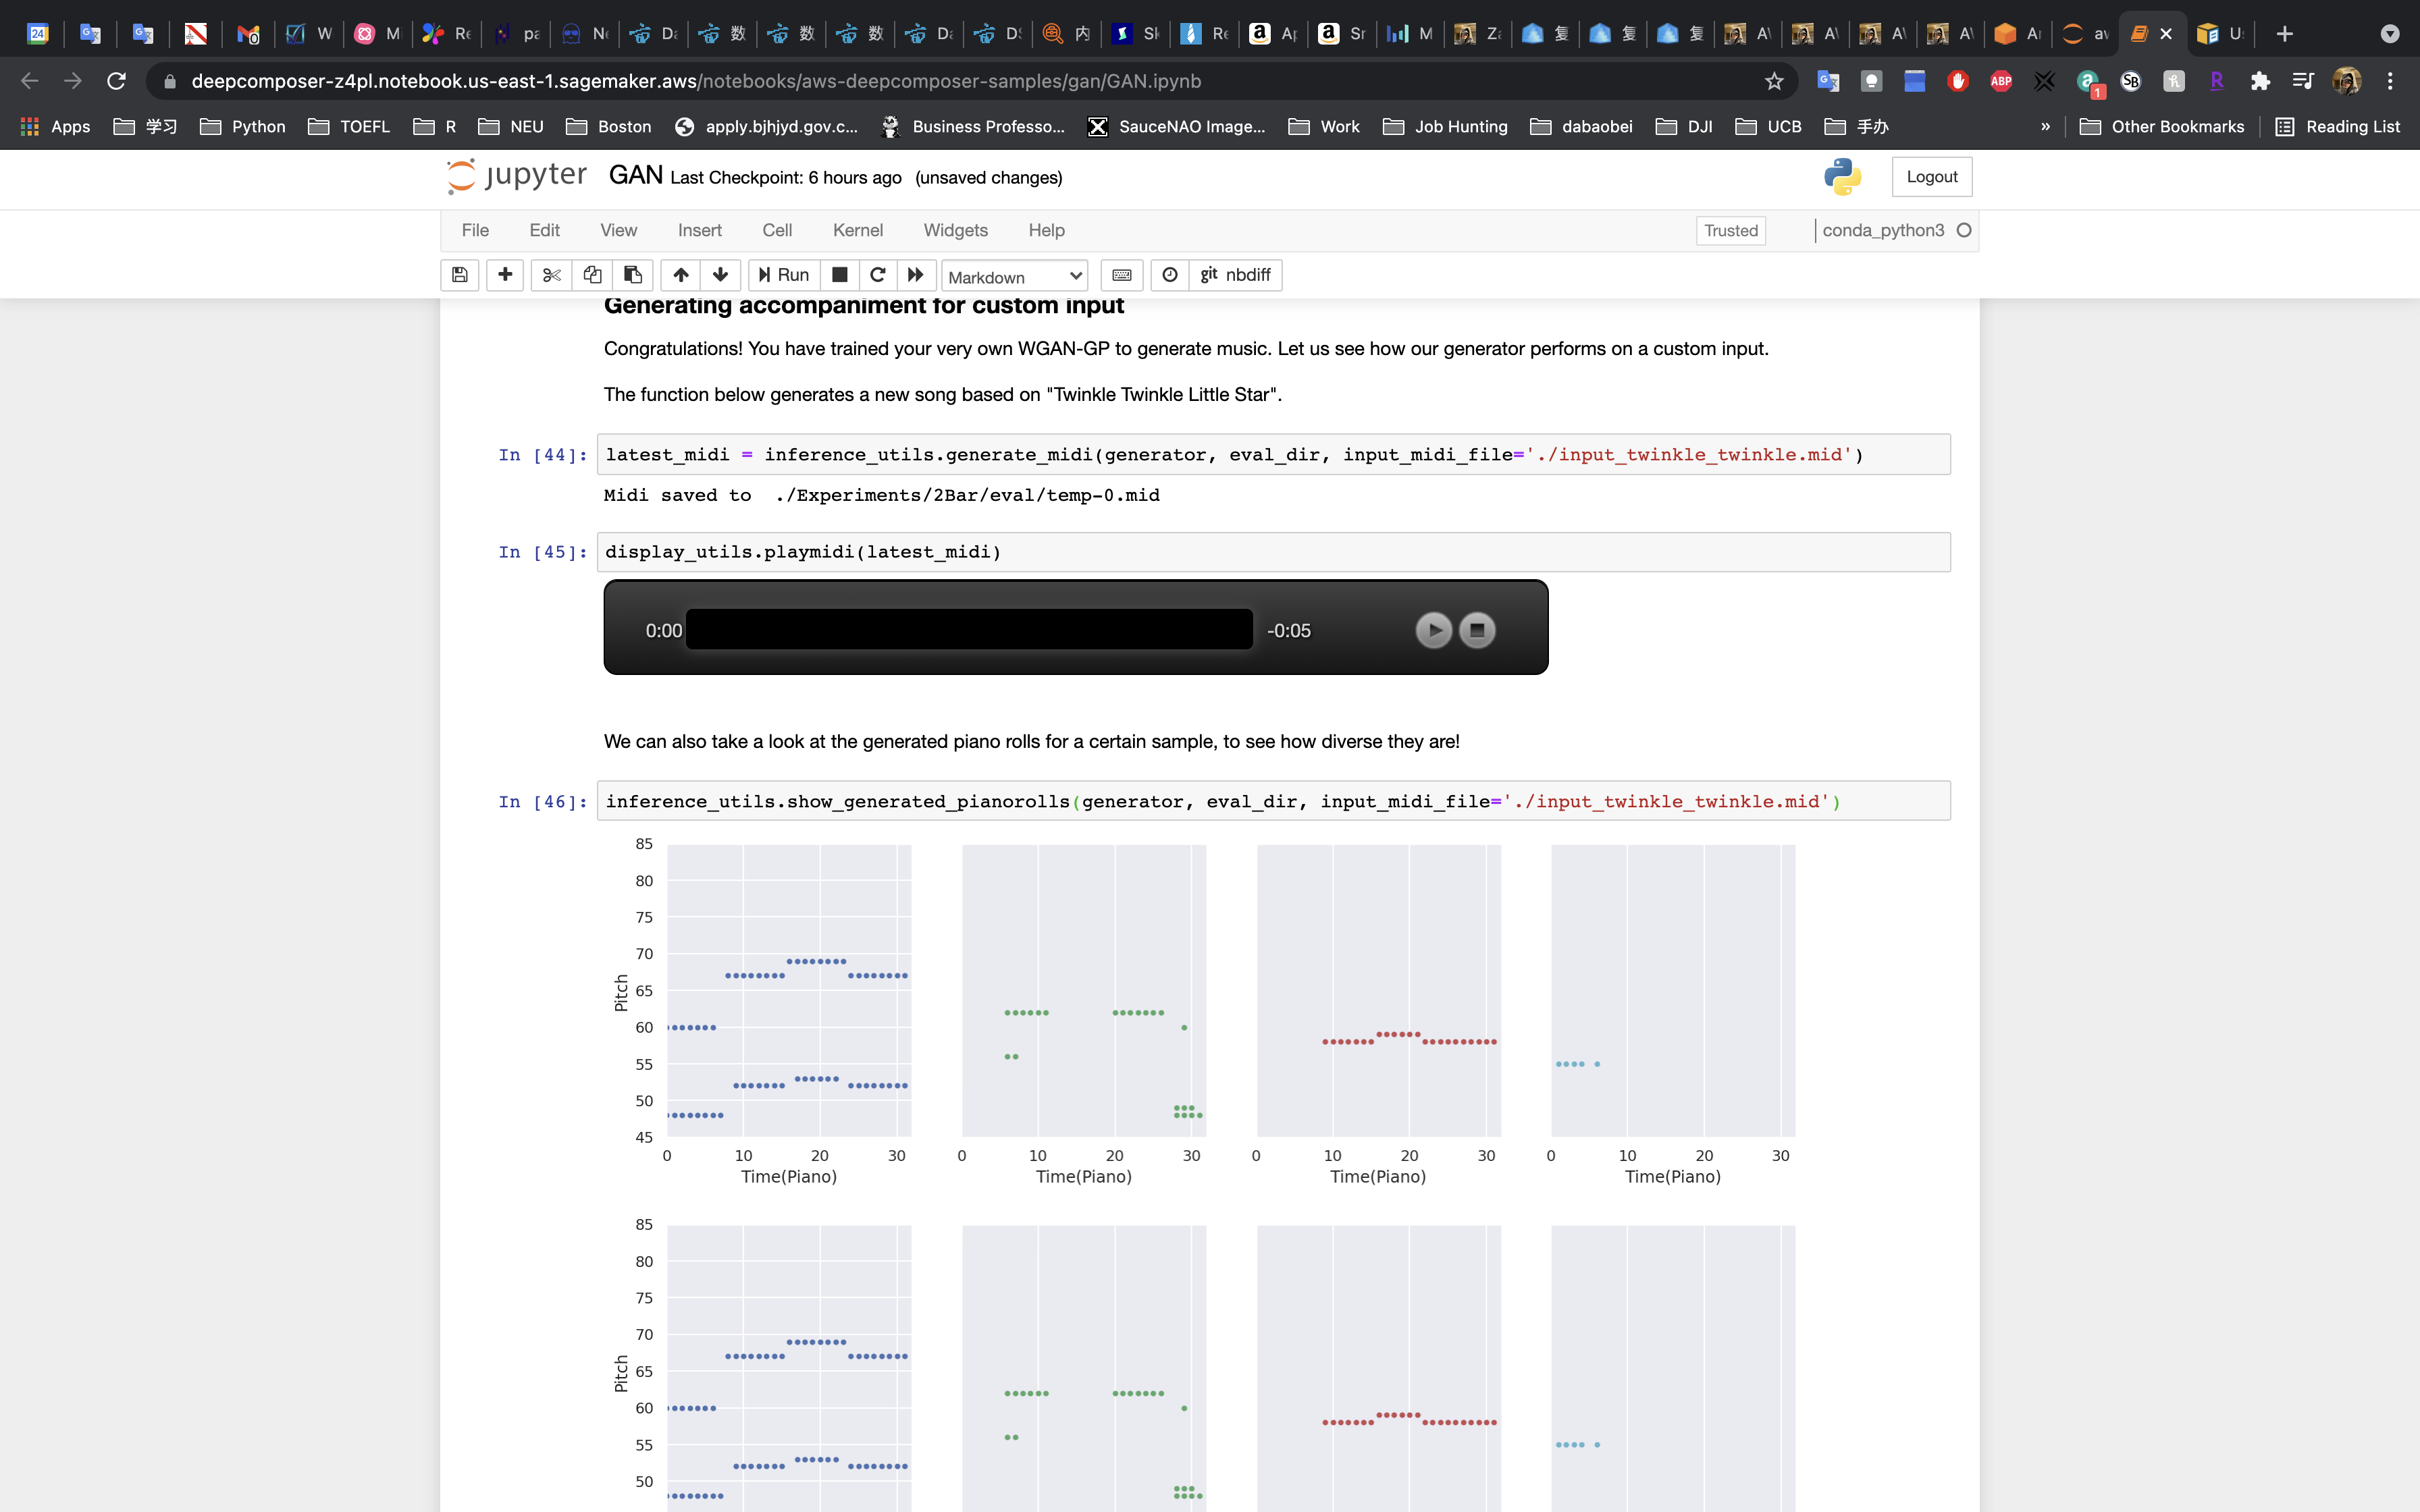 24 W M Re pa Ne Da 数 数 数 Da DS 内 Sk Re Ap Sr M Za 复 复 复 A\ A\ A\ A\ Ar av U
deepcomposer-z4pl.notebook.us-east-1.sagemaker.aws/notebooks/aws-deepcomposer-samples/gan/GAN.ipynb ABP 1 SB R
Apps 学习 Python TOEFL R NEU Boston apply.bjhjyd.gov.c... Business Professo... SauceNAO Image... Work Job Hunting dabaobei DJI UCB 手办 » Other Bookmarks Reading List
jupyter GAN Last Checkpoint: 6 hours ago (unsaved changes) Logout
File Edit View Insert Cell Kernel Widgets Help Trusted conda_python3
Run Markdown git nbdiff
Generating accompaniment for custom input
Congratulations! You have trained your very own WGAN-GP to generate music. Let us see how our generator performs on a custom input.
The function below generates a new song based on "Twinkle Twinkle Little Star".
In [44]: latest_midi = inference_utils.generate_midi(generator, eval_dir, input_midi_file='./input_twinkle_twinkle.mid')
Midi saved to ./Experiments/2Bar/eval/temp-0.mid
In [45]: display_utils.playmidi(latest_midi)
0:00 -0:05
We can also take a look at the generated piano rolls for a certain sample, to see how diverse they are!
In [46]: inference_utils.show_generated_pianorolls(generator, eval_dir, input_midi_file='./input_twinkle_twinkle.mid')
85
80
75
70
65
60
55
50
45
Pitch
0 10 20 30 0 10 20 30 0 10 20 30 0 10 20 30
Time(Piano) Time(Piano) Time(Piano) Time(Piano)
85
80
75
70
65
60
55
50
Pitch